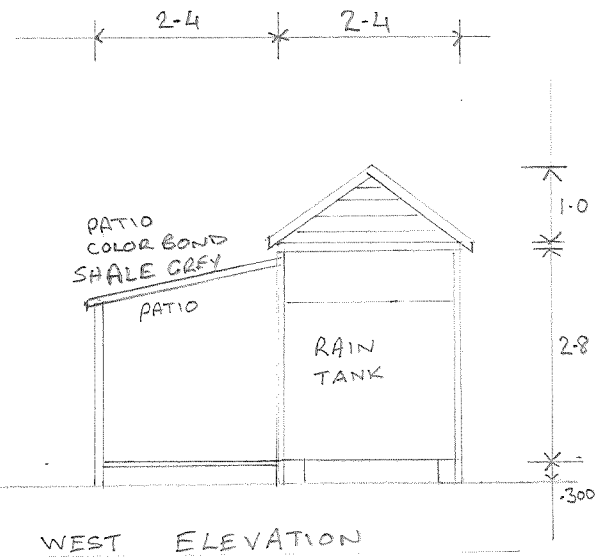 2-4 2-4
1-0
PATIO
COLOR BOND
SHALE GREY
PATIO
RAIN
TANK
2-8
.300
WEST ELEVATION